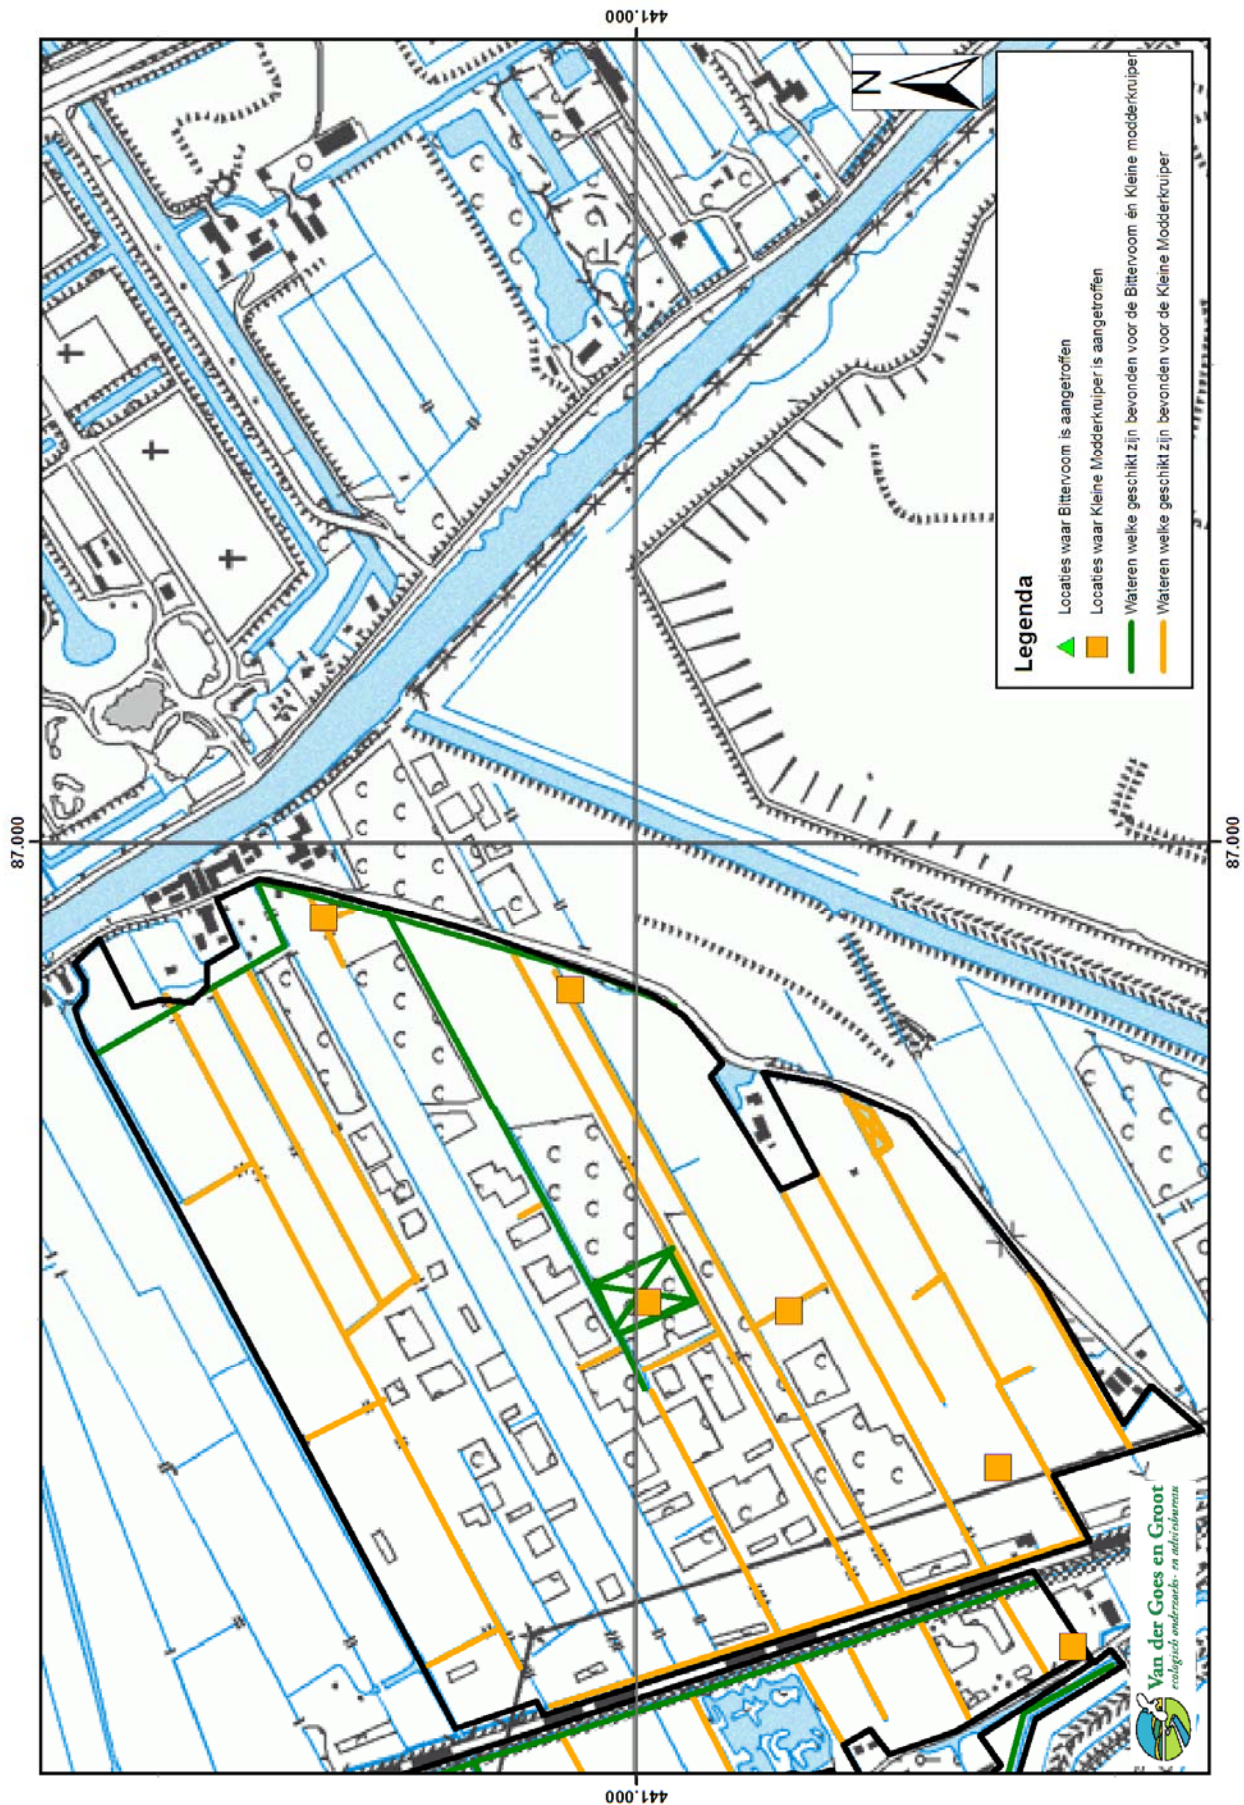 441.000
87.000
N
Legenda
Locaties waar Bittervoorn is aangetroffen
Locaties waar Kleine Modderkruiper is aangetroffen
Wateren welke geschikt zijn bevonden voor de Bittervoorn én Kleine modderkruiper
Wateren welke geschikt zijn bevonden voor de Kleine Modderkruiper
87.000
441.000
Van der Goes en Groot
ecologisch onderzoeks- en adviesbureau